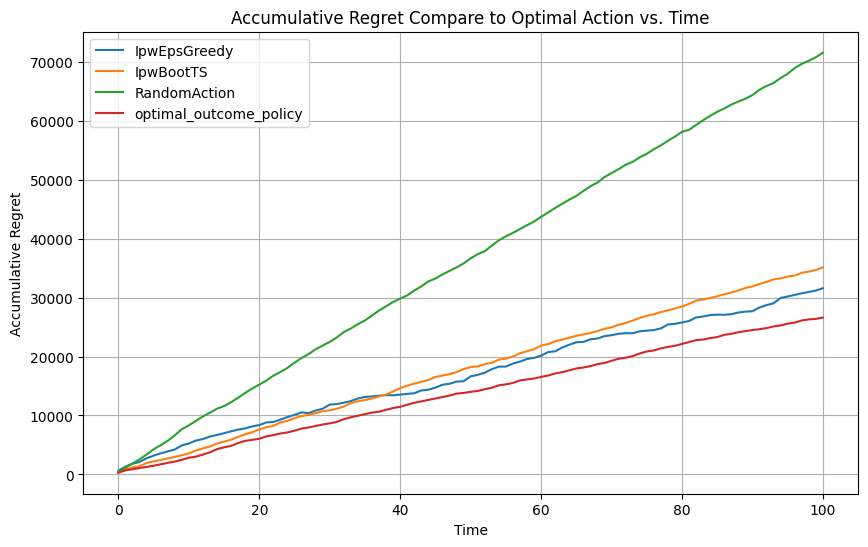 Accumulative Regret Compare to Optimal Action vs. Time
IpwEpsGreedy
IpwBootTS
RandomAction
optimal_outcome_policy
Accumulative Regret
70000
60000
50000
40000
30000
20000
10000
0
0 20 40 60 80 100
Time